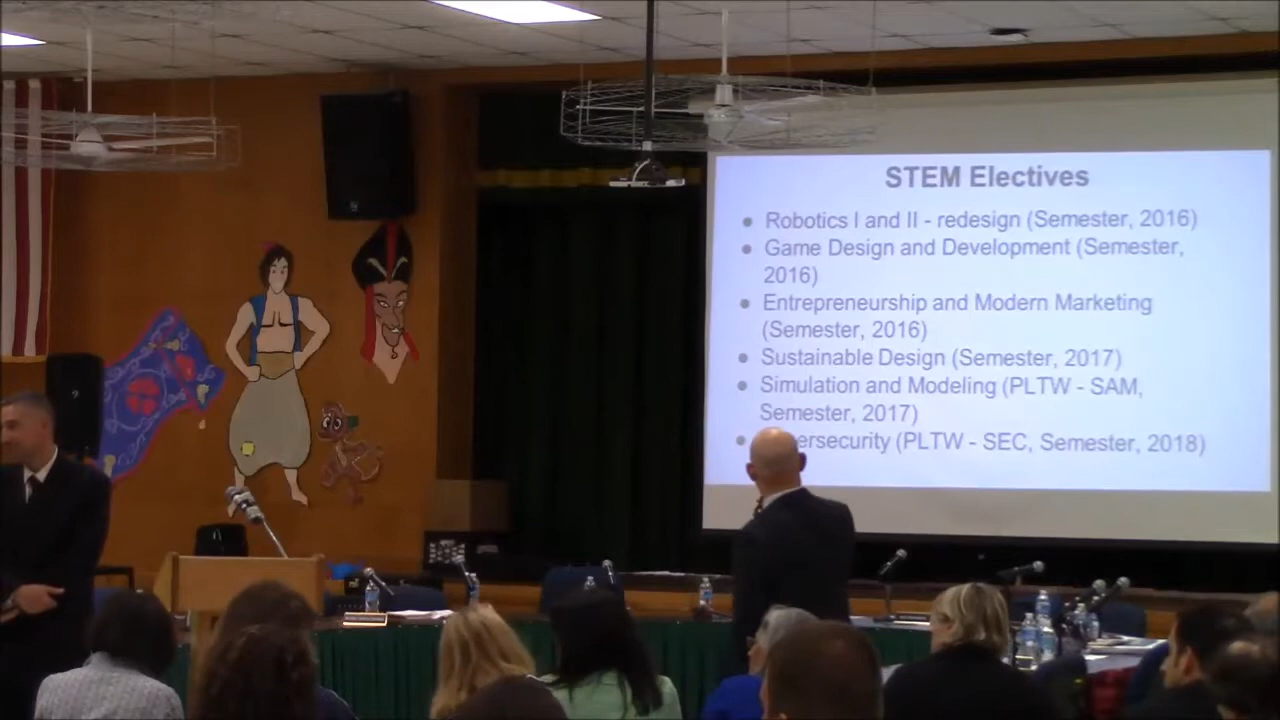 STEM Electives
Robotics I and II - redesign (Semester, 2016)
Game Design and Development (Semester,
2016)
Entrepreneurship and Modern Marketing
(Semester, 2016)
Sustainable Design (Semester, 2017)
Simulation and Modeling (PLTW - SAM,
Semester, 2017)
ersecurity (PLTW - SEC, Semester, 2018)